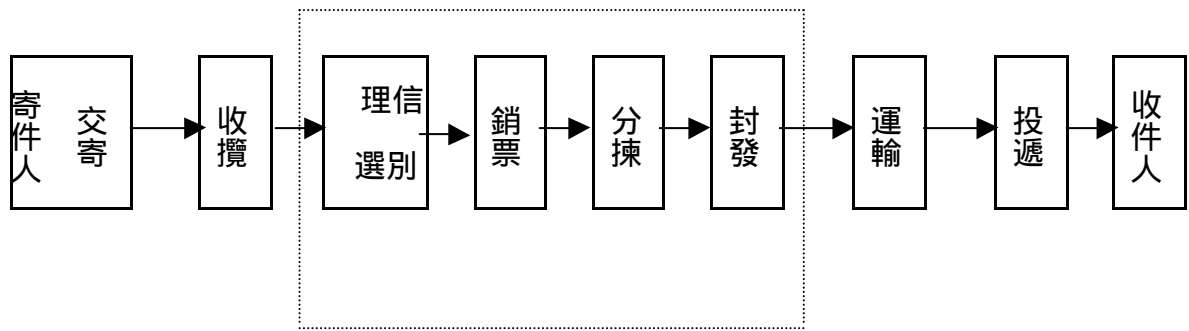 寄件人
交寄
收攬
理信
選別
銷票
分揀
封發
運輸
投遞
收件人